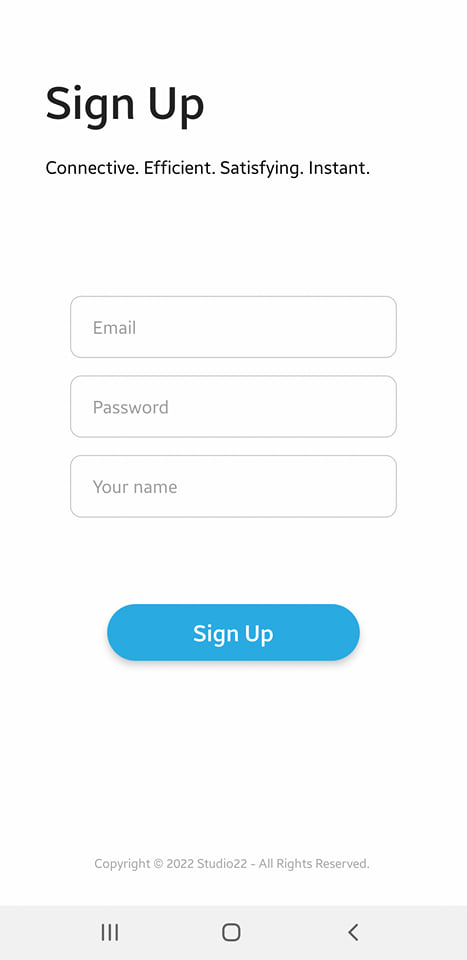 Sign Up
Connective. Efficient. Satisfying. Instant.
Email
Password
Your name
Sign Up
Copyright © 2022 Studio22 - All Rights Reserved.